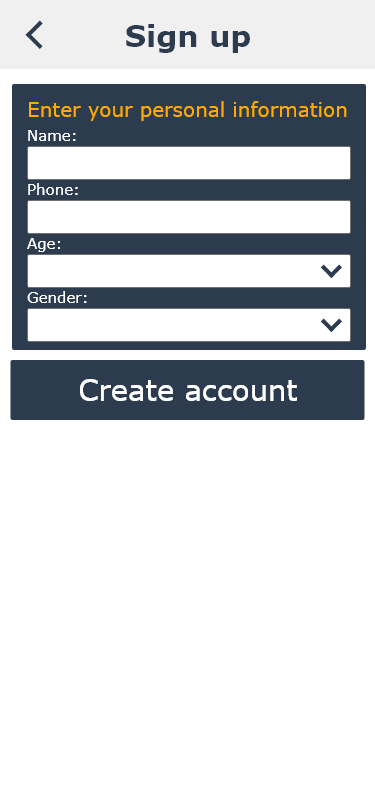 Sign up
Enter your personal information
Name:
Phone:
Age:
Gender:
Create account